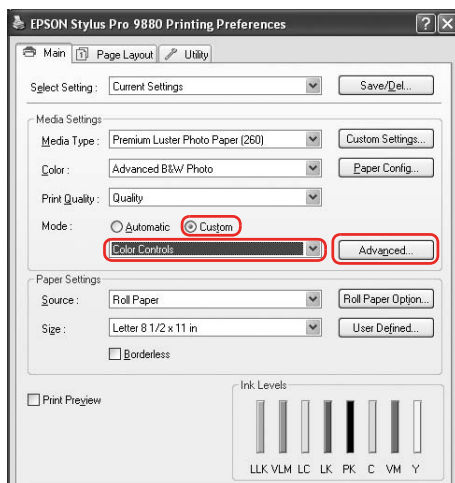 EPSON Stylus Pro 9880 Printing Preferences
Main Page Layout Utility
Select Setting : Current Settings Save/Del...
Media Settings
Media Type : Premium Luster Photo Paper (260) Custom Settings...
Color : Advanced B&W Photo Paper Config...
Print Quality : Quality
Mode : Automatic Custom
Color Controls Advanced...
Paper Settings
Source : Roll Paper Roll Paper Option...
Size : Letter 8 1/2 x 11 in User Defined...
Borderless
Print Preview
Ink Levels
LLK VLM LC LK PK C VM Y